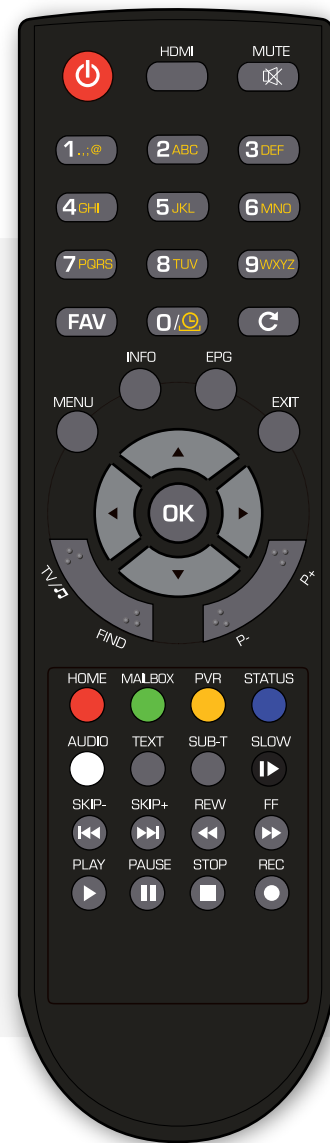 HDMI MUTE
1.,;@ 2ABC 3DEF
4GHI 5JKL 6MNO
7PQRS 8TUV 9WXYZ
FAV 0/
INFO EPG
MENU EXIT
OK
TV/♫ P+
FIND P-
HOME MAILBOX PVR STATUS
AUDIO TEXT SUB-T SLOW
SKIP- SKIP+ REW FF
PLAY PAUSE STOP REC